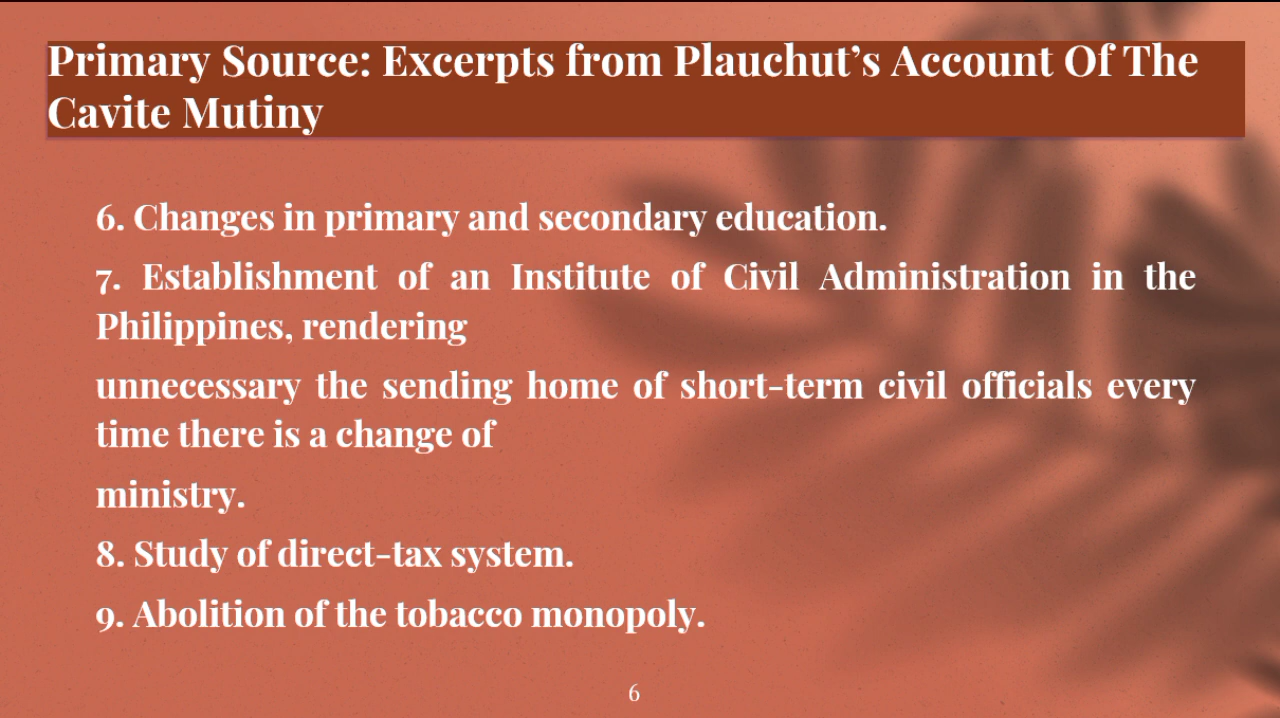 Primary Source: Excerpts from Plauchut’s Account Of The
Cavite Mutiny
6. Changes in primary and secondary education.
7. Establishment of an Institute of Civil Administration in the
Philippines, rendering
unnecessary the sending home of short-term civil officials every
time there is a change of
ministry.
8. Study of direct-tax system.
9. Abolition of the tobacco monopoly.
6